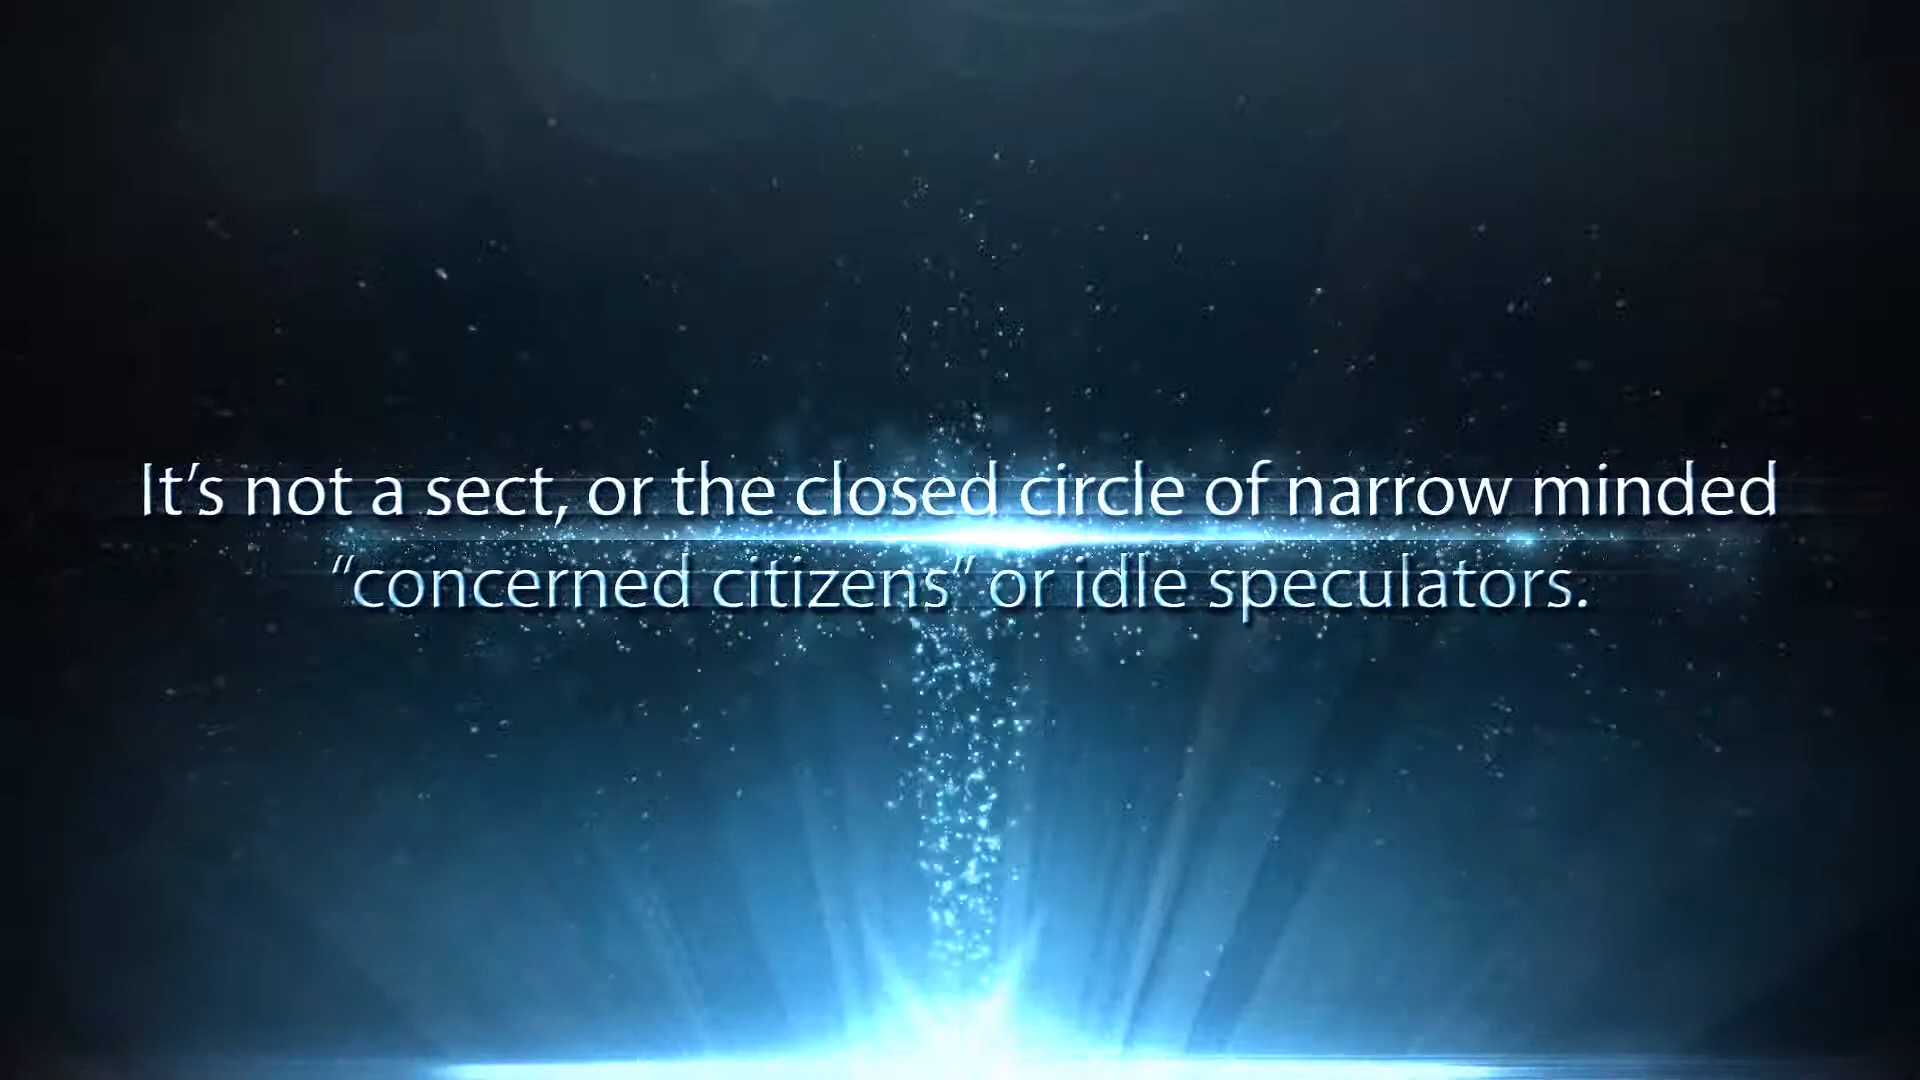 It’s not a sect, or the closed circle of narrow minded
“concerned citizens” or idle speculators.